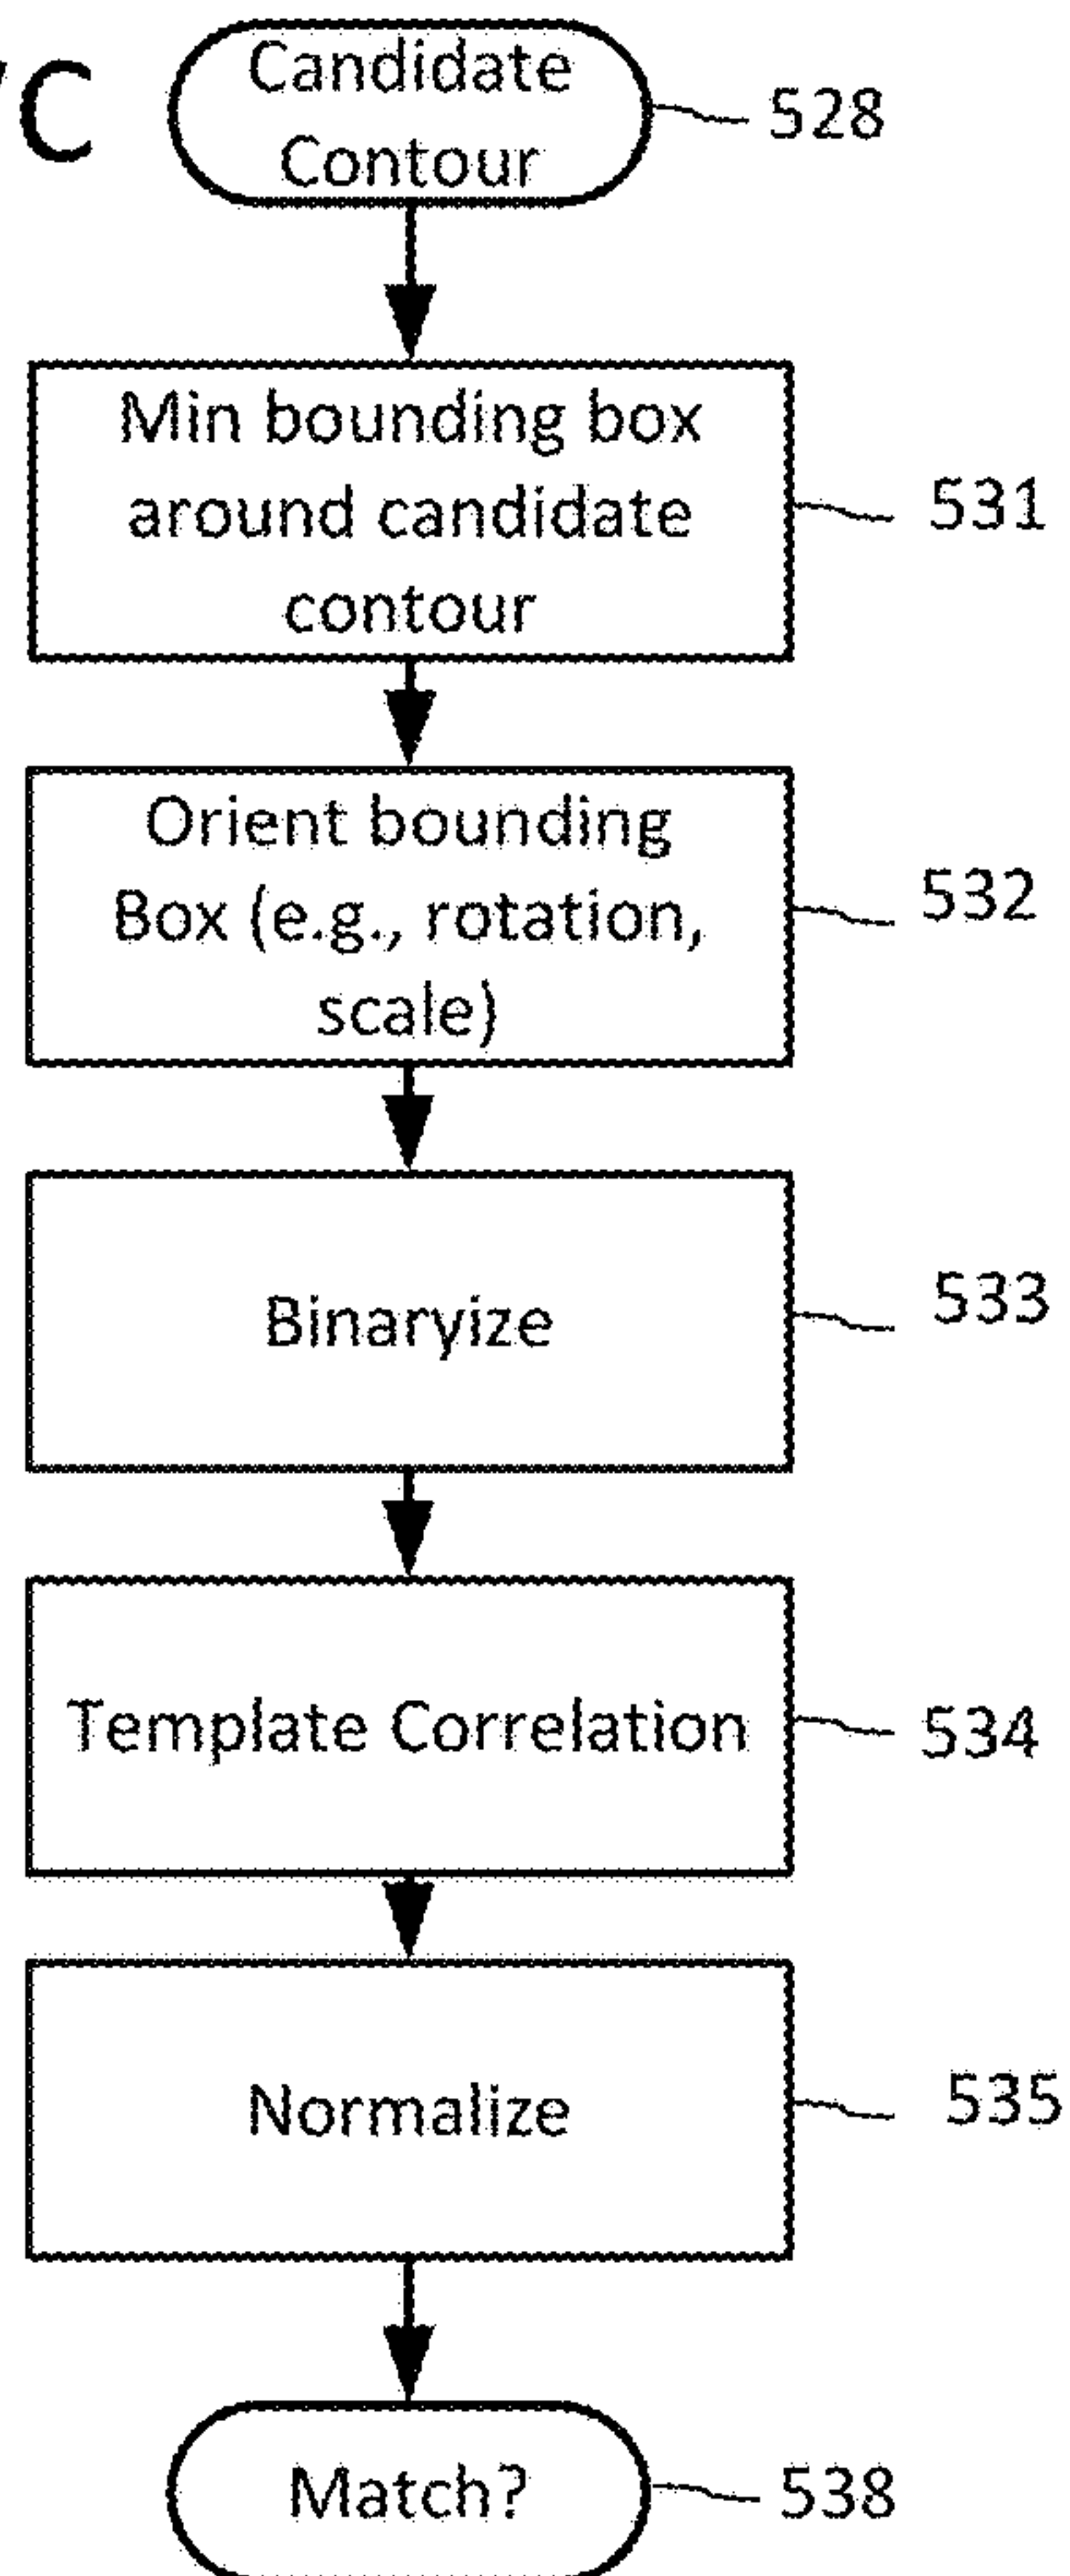 C
Candidate
Contour
528
Min bounding box
around candidate
contour
531
Orient bounding
Box (e.g., rotation,
scale)
532
Binaryize
533
Template Correlation
534
Normalize
535
Match?
538